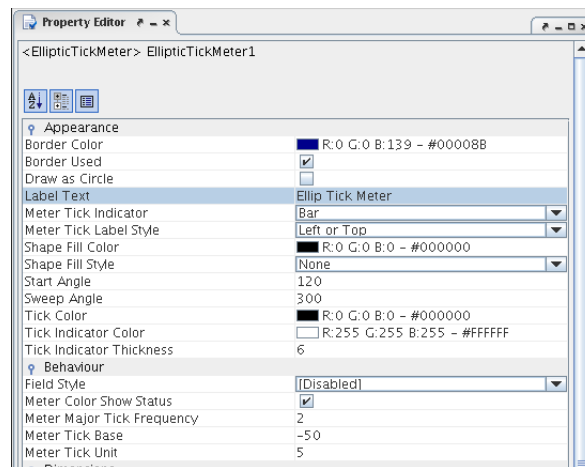 Property Editor
<EllipticTickMeter> EllipticTickMeter1
Appearance
Border Color R:0 G:0 B:139 - #00008B
Border Used
Draw as Circle
Label Text Ellip Tick Meter
Meter Tick Indicator Bar
Meter Tick Label Style Left or Top
Shape Fill Color R:0 G:0 B:0 - #000000
Shape Fill Style None
Start Angle 120
Sweep Angle 300
Tick Color R:0 G:0 B:0 - #000000
Tick Indicator Color R:255 G:255 B:255 - #FFFFFF
Tick Indicator Thickness 6
Behaviour
Field Style [Disabled]
Meter Color Show Status
Meter Major Tick Frequency 2
Meter Tick Base -50
Meter Tick Unit 5
Dimensions